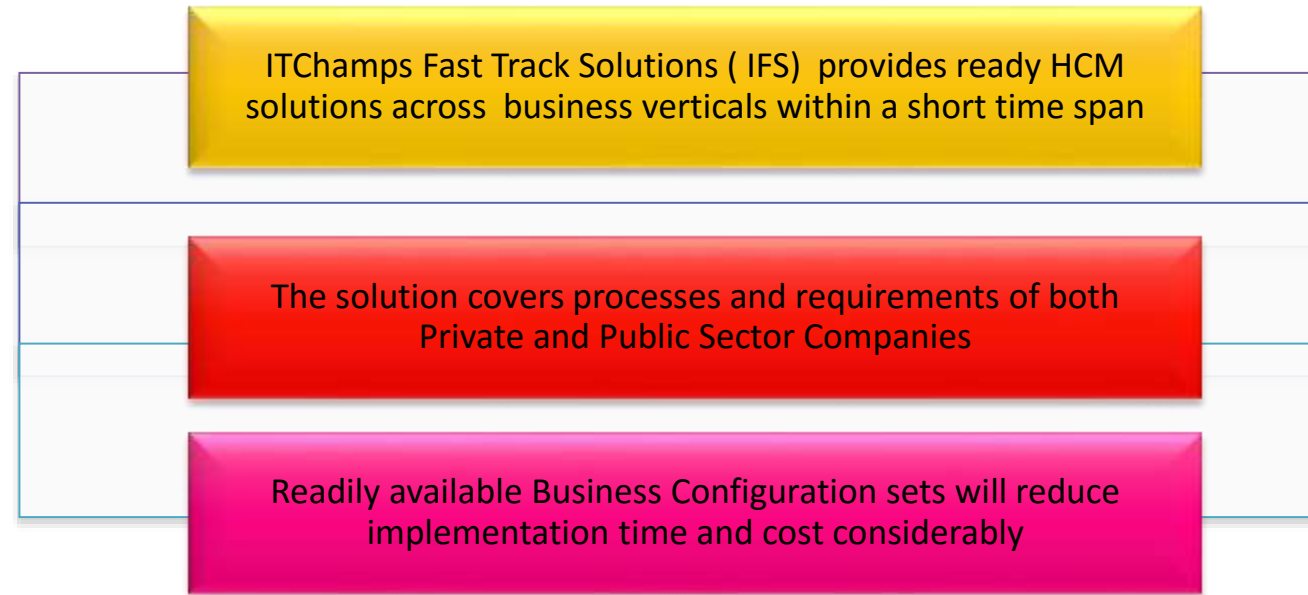 ITChamps Fast Track Solutions ( IFS)  provides ready HCM
solutions across  business verticals within a short time span
The solution covers processes and requirements of both
Private and Public Sector Companies
Readily available Business Configuration sets will reduce
implementation time and cost considerably